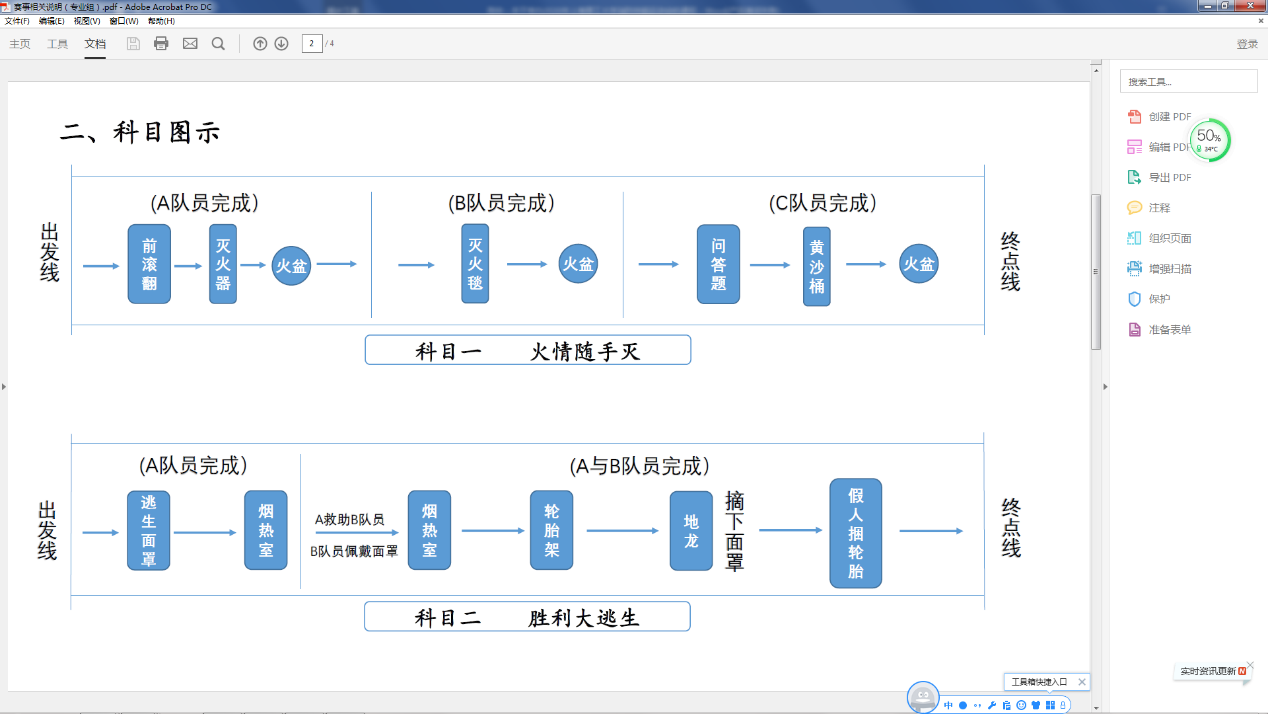 赛事相关说明（专业组）.pdf - Adobe Acrobat Pro DC
文件(F) 编辑(E) 视图(V) 窗口(W) 帮助(H)
主页 工具 文档 2 / 4 登录
搜索工具...
创建 PDF
编辑 PDF
导出 PDF
注释
组织页面
增强扫描
保护
准备表单
50%
34℃
二、科目图示
(A队员完成) (B队员完成) (C队员完成)
出发线
前滚翻
灭火器
火盆
灭火毯
火盆
问答题
黄沙桶
火盆
终点线
科目一 火情随手灭
(A队员完成) (A与B队员完成)
出发线
逃生面罩
烟热室
A救助B队员
B队员佩戴面罩
烟热室
轮胎架
地龙
摘下面罩
假人捆轮胎
终点线
科目二 胜利大逃生
实时资讯更新 N
工具箱快捷入口
中